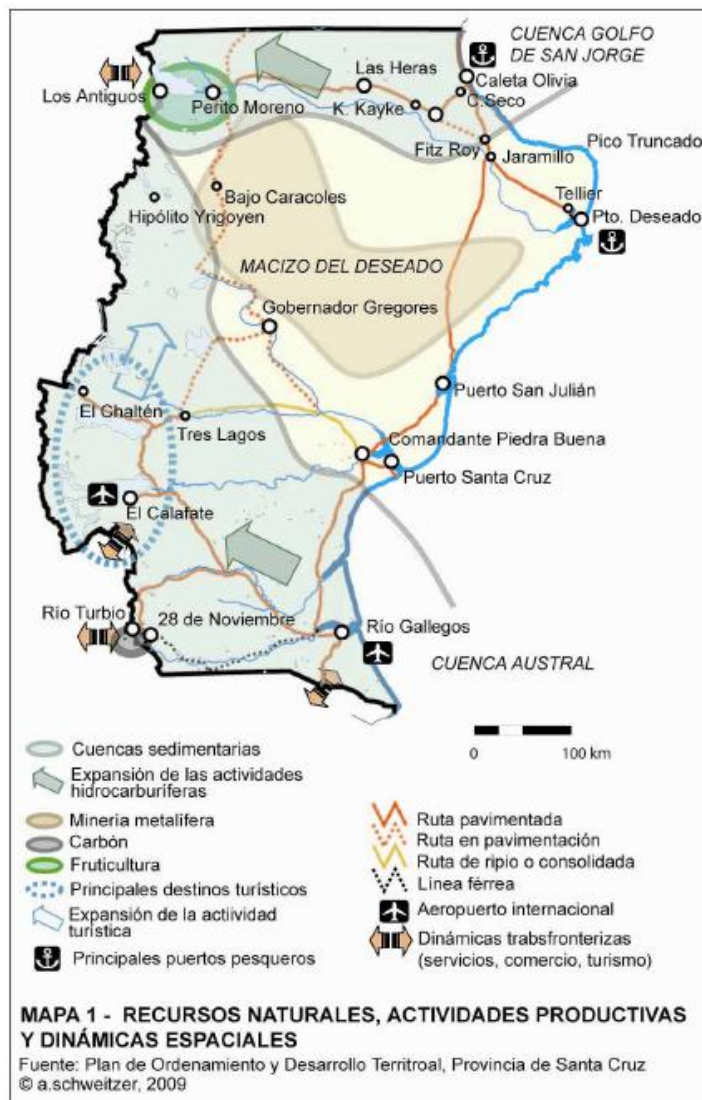 CUENCA GOLFO
DE SAN JORGE
Las Heras
Caleta Olivia
Los Antiguos
Perito Moreno
K. Kayke
C.Seco
Fitz Roy
Jaramillo
Pico Truncado
Bajo Caracoles
Tellier
Hipólito Yrigoyen
Pto. Deseado
MACIZO DEL DESEADO
Gobernador Gregores
El Chaltén
Puerto San Julián
Tres Lagos
Comandante Piedra Buena
Puerto Santa Cruz
El Calafate
Río Turbio
28 de Noviembre
Río Gallegos
CUENCA AUSTRAL
0 100 km
Cuencas sedimentarias
Expansión de las actividades
hidrocarburíferas
Minería metalífera
Carbón
Fruticultura
Principales destinos turísticos
Expansión de la actiividad
turística
Principales puertos pesqueros
Ruta pavimentada
Ruta en pavimentación
Ruta de ripio o consolidada
Línea férrea
Aeropuerto internacional
Dinámicas trabsfronterizas
(servicios, comercio, turismo)
MAPA 1 - RECURSOS NATURALES, ACTIVIDADES PRODUCTIVAS
Y DINÁMICAS ESPACIALES
Fuente: Plan de Ordenamiento y Desarrollo Territroal, Provincia de Santa Cruz
© a.schweitzer, 2009